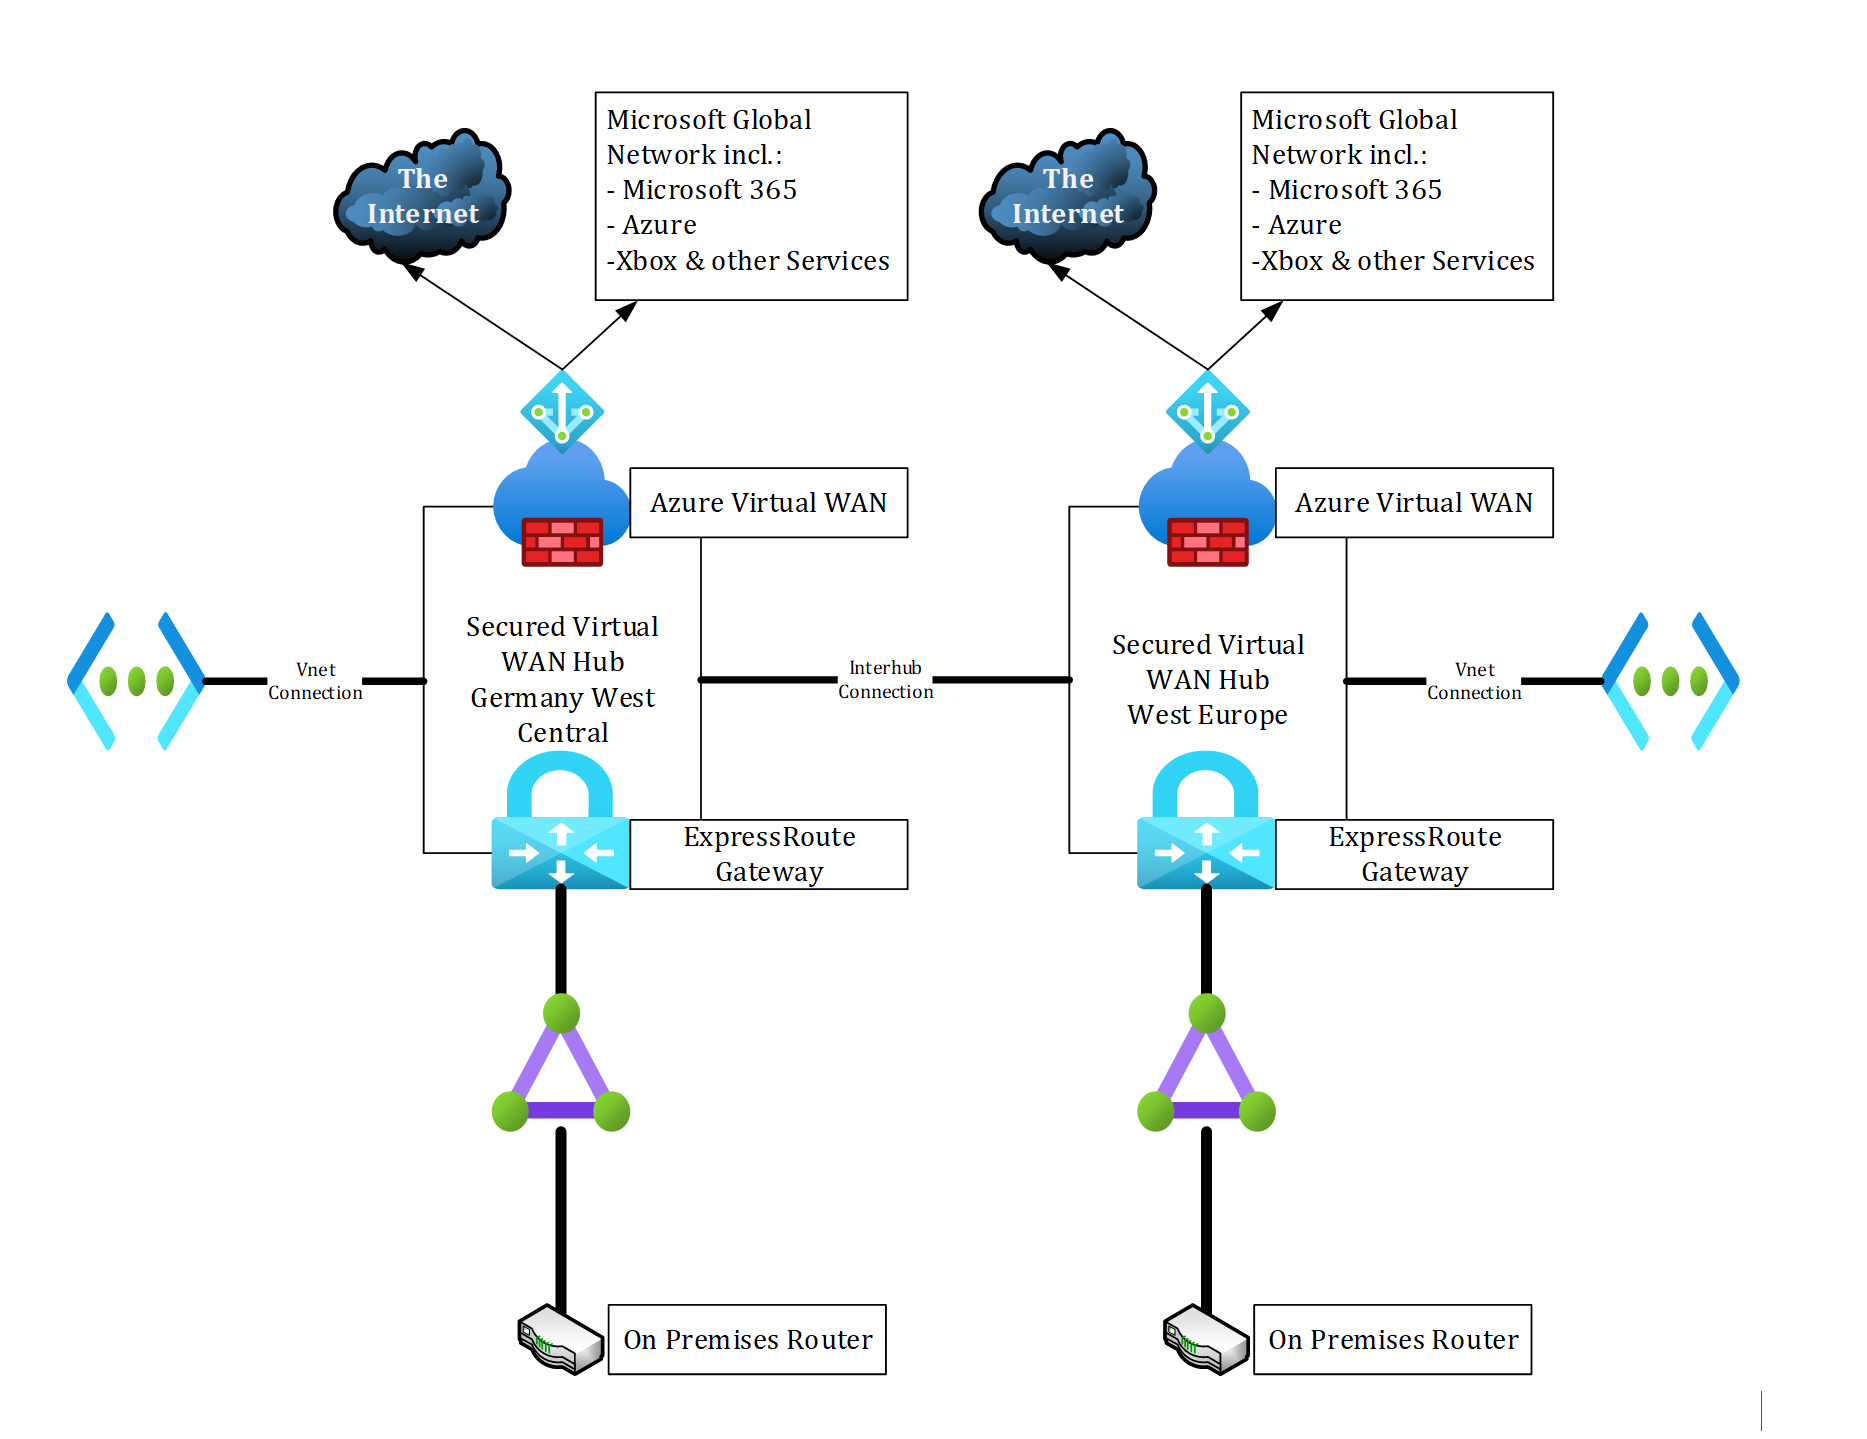 The
Internet
Microsoft Global
Network incl.:
- Microsoft 365
- Azure
-Xbox & other Services
The
Internet
Microsoft Global
Network incl.:
- Microsoft 365
- Azure
-Xbox & other Services
Azure Virtual WAN
Azure Virtual WAN
Vnet
Connection
Secured Virtual
WAN Hub
Germany West
Central
Interhub
Connection
Secured Virtual
WAN Hub
West Europe
Vnet
Connection
ExpressRoute
Gateway
ExpressRoute
Gateway
On Premises Router
On Premises Router